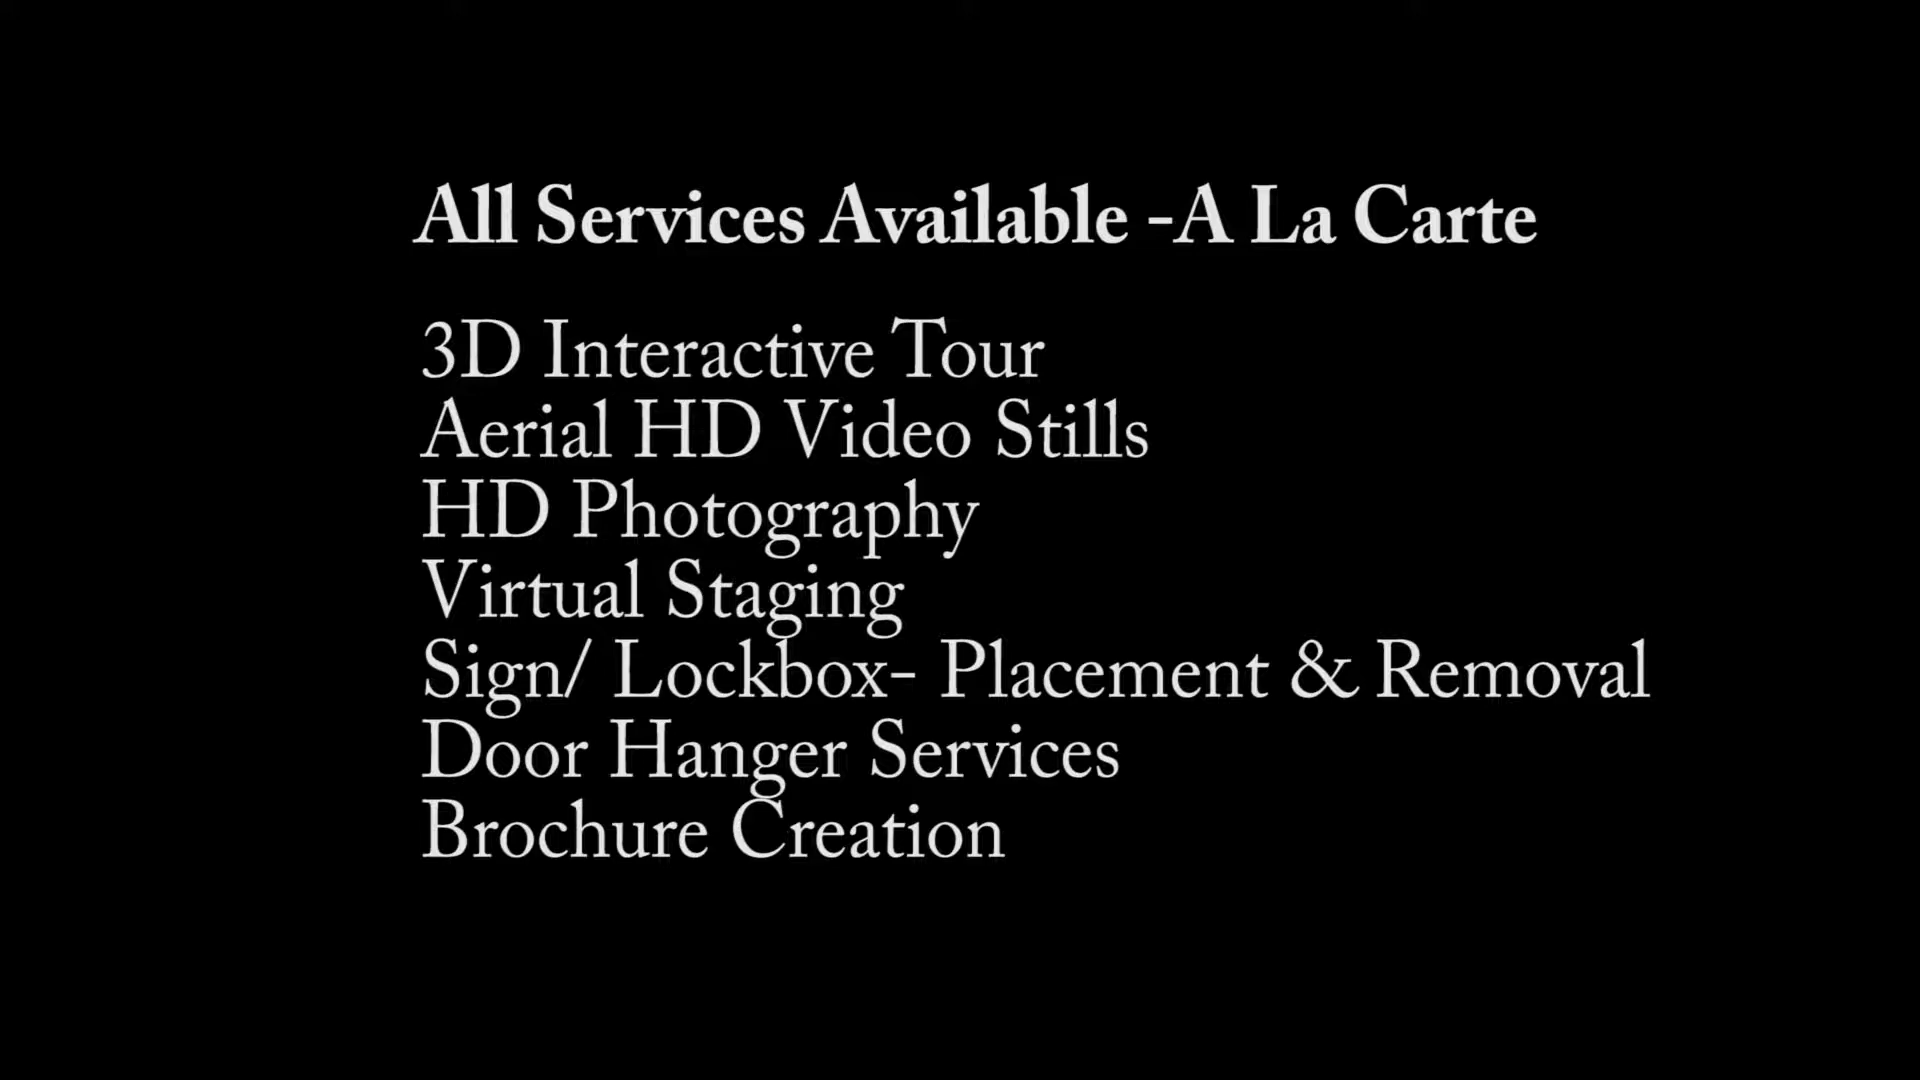 All Services Available -A La Carte
3D Interactive Tour
Aerial HD Video Stills
HD Photography
Virtual Staging
Sign/ Lockbox- Placement & Removal
Door Hanger Services
Brochure Creation